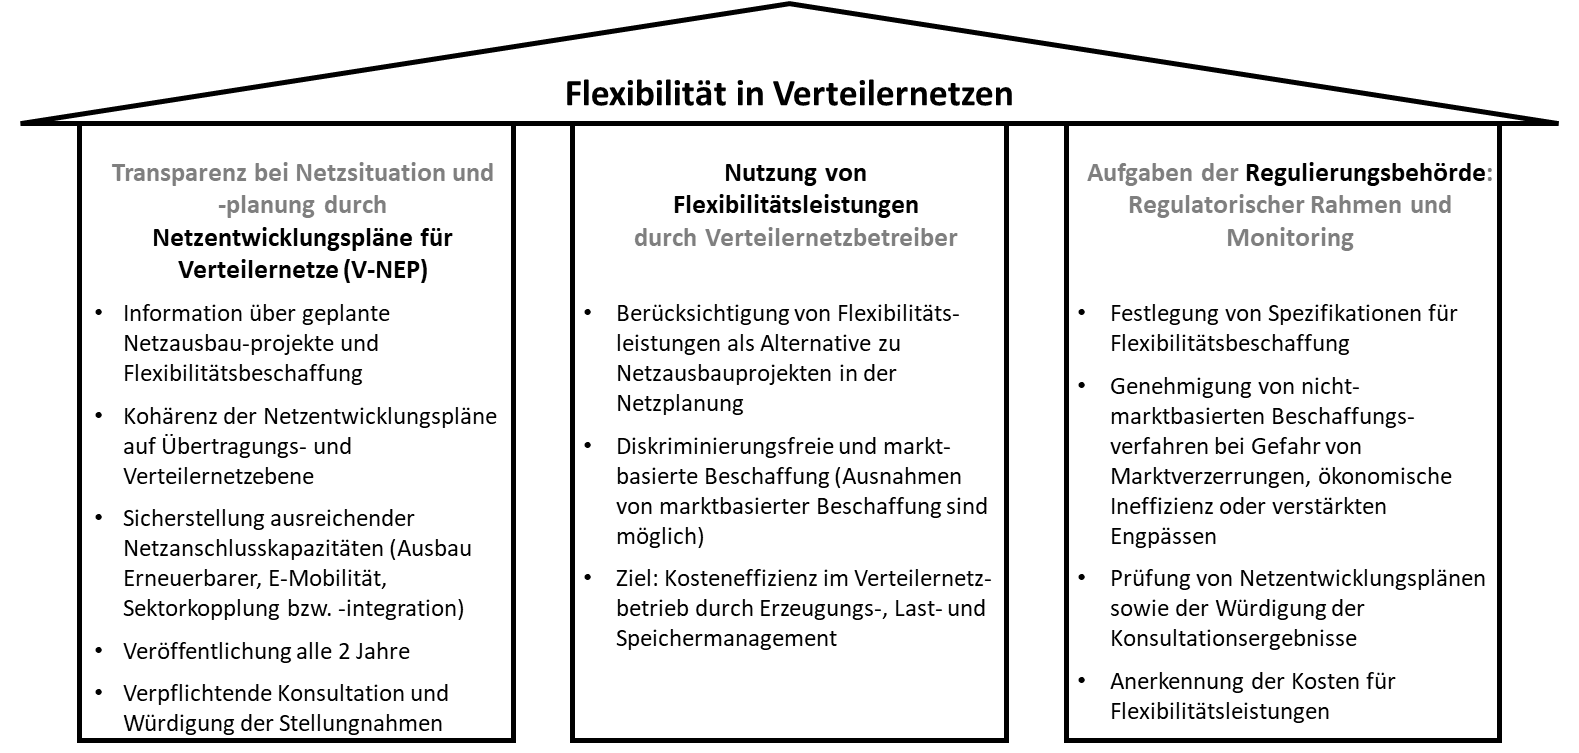 Flexibilität in Verteilernetzen
Transparenz bei Netzsituation und
-planung durch
Netzentwicklungspläne für
Verteilernetze (V-NEP)
• Information über geplante
Netzausbau-projekte und
Flexibilitätsbeschaffung
• Kohärenz der Netzentwicklungspläne
auf Übertragungs- und
Verteilernetzebene
• Sicherstellung ausreichender
Netzanschlusskapazitäten (Ausbau
Erneuerbarer, E-Mobilität,
Sektorkopplung bzw. -integration)
• Veröffentlichung alle 2 Jahre
• Verpflichtende Konsultation und
Würdigung der Stellungnahmen
Nutzung von
Flexibilitätsleistungen
durch Verteilernetzbetreiber
• Berücksichtigung von Flexibilitäts-
leistungen als Alternative zu
Netzausbauprojekten in der
Netzplanung
• Diskriminierungsfreie und markt-
basierte Beschaffung (Ausnahmen
von marktbasierter Beschaffung sind
möglich)
• Ziel: Kosteneffizienz im Verteilernetz-
betrieb durch Erzeugungs-, Last- und
Speichermanagement
Aufgaben der Regulierungsbehörde:
Regulatorischer Rahmen und
Monitoring
• Festlegung von Spezifikationen für
Flexibilitätsbeschaffung
• Genehmigung von nicht-
marktbasierten Beschaffungs-
verfahren bei Gefahr von
Marktverzerrungen, ökonomische
Ineffizienz oder verstärkten
Engpässen
• Prüfung von Netzentwicklungsplänen
sowie der Würdigung der
Konsultationsergebnisse
• Anerkennung der Kosten für
Flexibilitätsleistungen